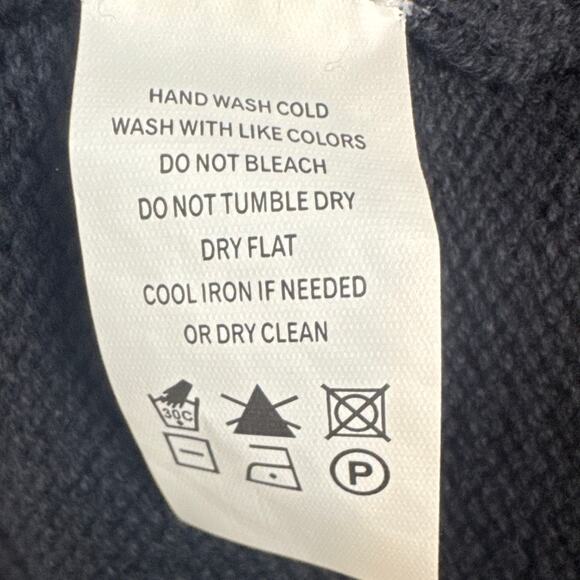 HAND WASH COLD
WASH WITH LIKE COLORS
DO NOT BLEACH
DO NOT TUMBLE DRY
DRY FLAT
COOL IRON IF NEEDED
OR DRY CLEAN
30C
P